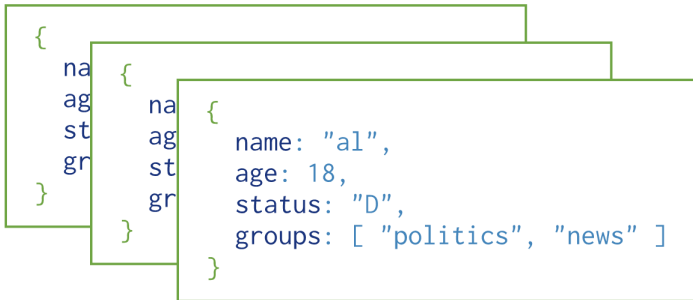 {
na
ag
st
gr
}
{
na
ag
st
gr
}
{
name: "al",
age: 18,
status: "D",
groups: [ "politics", "news" ]
}